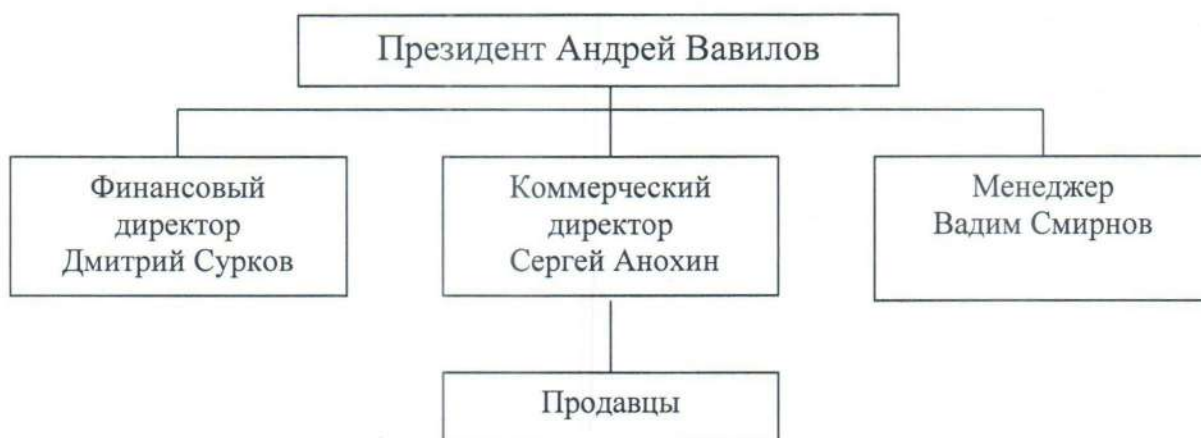 Президент Андрей Вавилов
Финансовый
директор
Дмитрий Сурков
Коммерческий
директор
Сергей Анохин
Менеджер
Вадим Смирнов
Продавцы